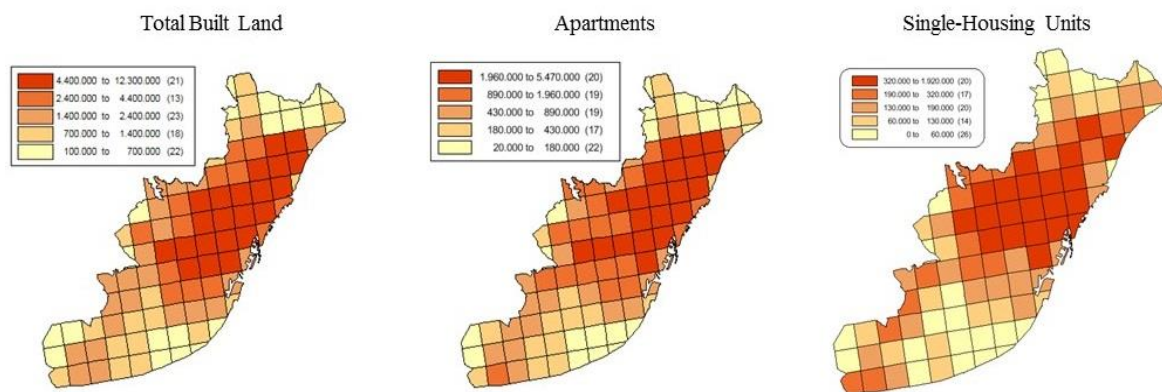 Total Built Land
4.400.000 to 12.300.000 (21)
2.400.000 to 4.400.000 (13)
1.400.000 to 2.400.000 (23)
700.000 to 1.400.000 (18)
100.000 to 700.000 (22)
Apartments
1.960.000 to 5.470.000 (20)
890.000 to 1.960.000 (19)
430.000 to 890.000 (19)
180.000 to 430.000 (17)
20.000 to 180.000 (22)
Single-Housing Units
320.000 to 1.920.000 (20)
190.000 to 320.000 (17)
130.000 to 190.000 (20)
60.000 to 130.000 (14)
0 to 60.000 (26)